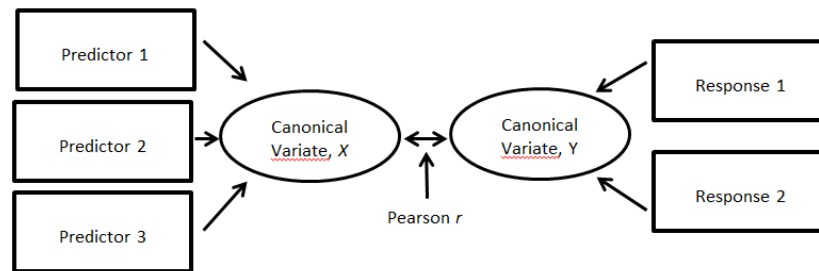 Predictor 1
Predictor 2
Predictor 3
Canonical
Variate, X
Pearson r
Canonical
Variate, Y
Response 1
Response 2